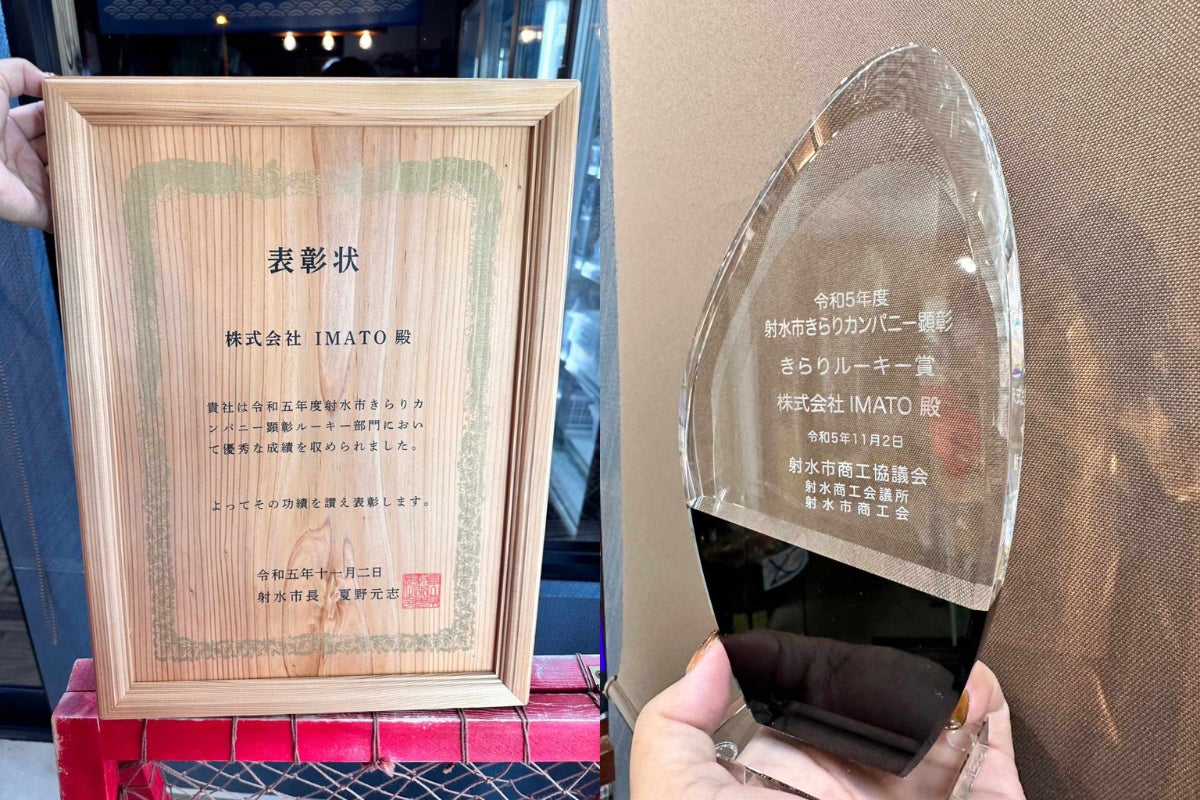 表彰状
株式会社 IMATO 殿
貴社は令和五年度射水市きらりカ
ンパニー顕彰ルーキー部門におい
て優秀な成績を収められました。
よってその功績を讃え表彰します。
令和五年十一月二日
射水市長 夏野元志
令和5年度
射水市きらりカンパニー顕彰
きらりルーキー賞
株式会社 IMATO 殿
令和5年11月2日
射水市商工協議会
射水商工会議所
射水市商工会